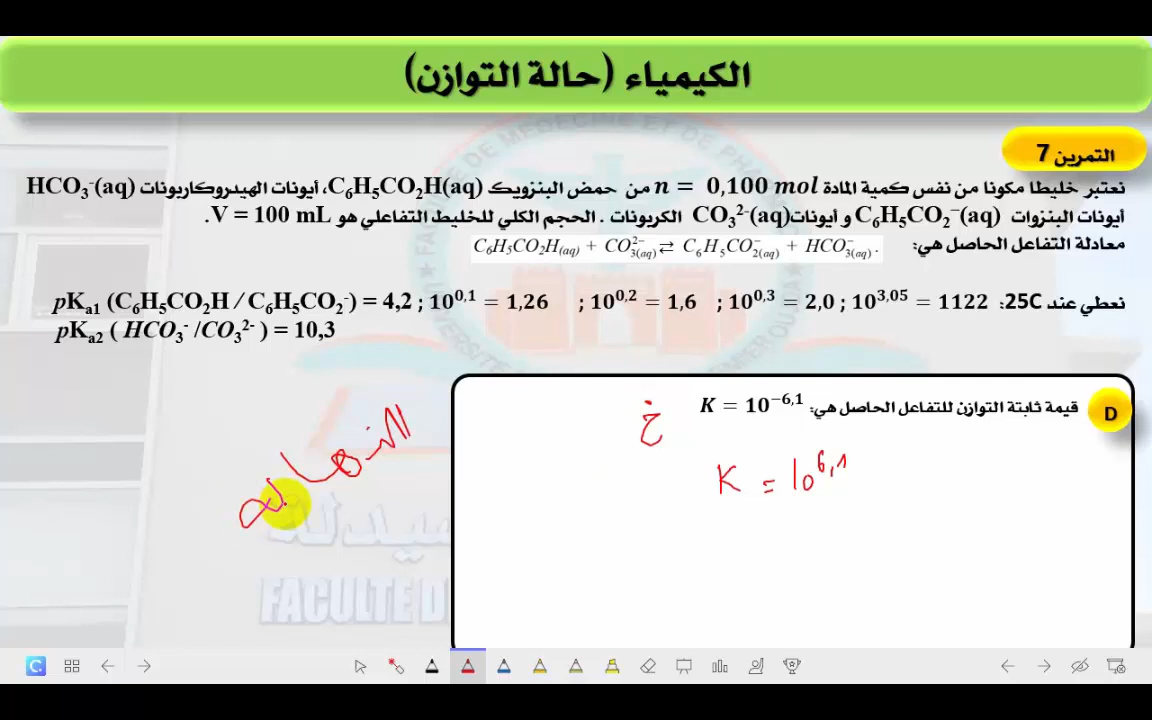 الكيمياء (حالة التوازن)
التمرين 7
نعتبر خليطا مكونا من نفس كمية المادة n = 0,100 mol من حمض البنزويك C₆H₅CO₂H(aq)، أيونات الهيدروكاربونات HCO₃⁻(aq)
أيونات البنزوات C₆H₅CO₂⁻(aq) و أيونات CO₃²⁻(aq) الكربونات . الحجم الكلي للخليط التفاعلي هو V = 100 mL.
معادلة التفاعل الحاصل هي: C₆H₅CO₂H(aq) + CO₃²⁻(aq) ⇄ C₆H₅CO₂⁻(aq) + HCO₃⁻(aq).
نعطي عند 25C: pKa1 (C₆H₅CO₂H / C₆H₅CO₂⁻) = 4,2 ; 10^0,1 = 1,26 ; 10^0,2 = 1,6 ; 10^0,3 = 2,0 ; 10^3,05 = 1122
pKa2 ( HCO₃⁻ /CO₃²⁻ ) = 10,3
D قيمة ثابتة التوازن للتفاعل الحاصل هي: K = 10^−6,1 خ
K = 10^6,1
النهاية
FACULTE D